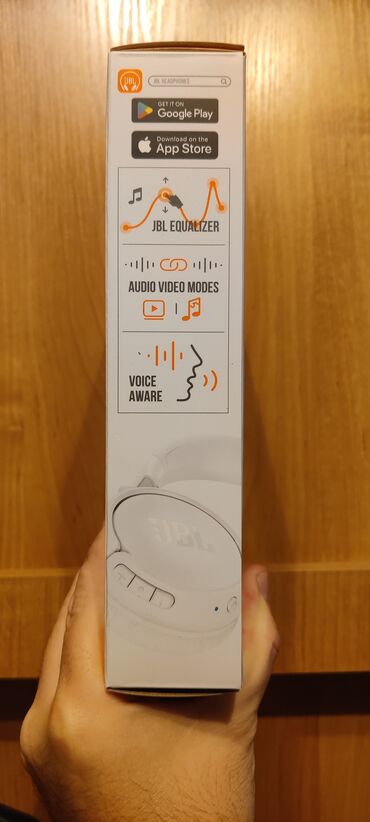 JBL
JBL HEADPHONES
GET IT ON
Google Play
Download on the
App Store
JBL EQUALIZER
AUDIO VIDEO MODES
VOICE
AWARE
JBL